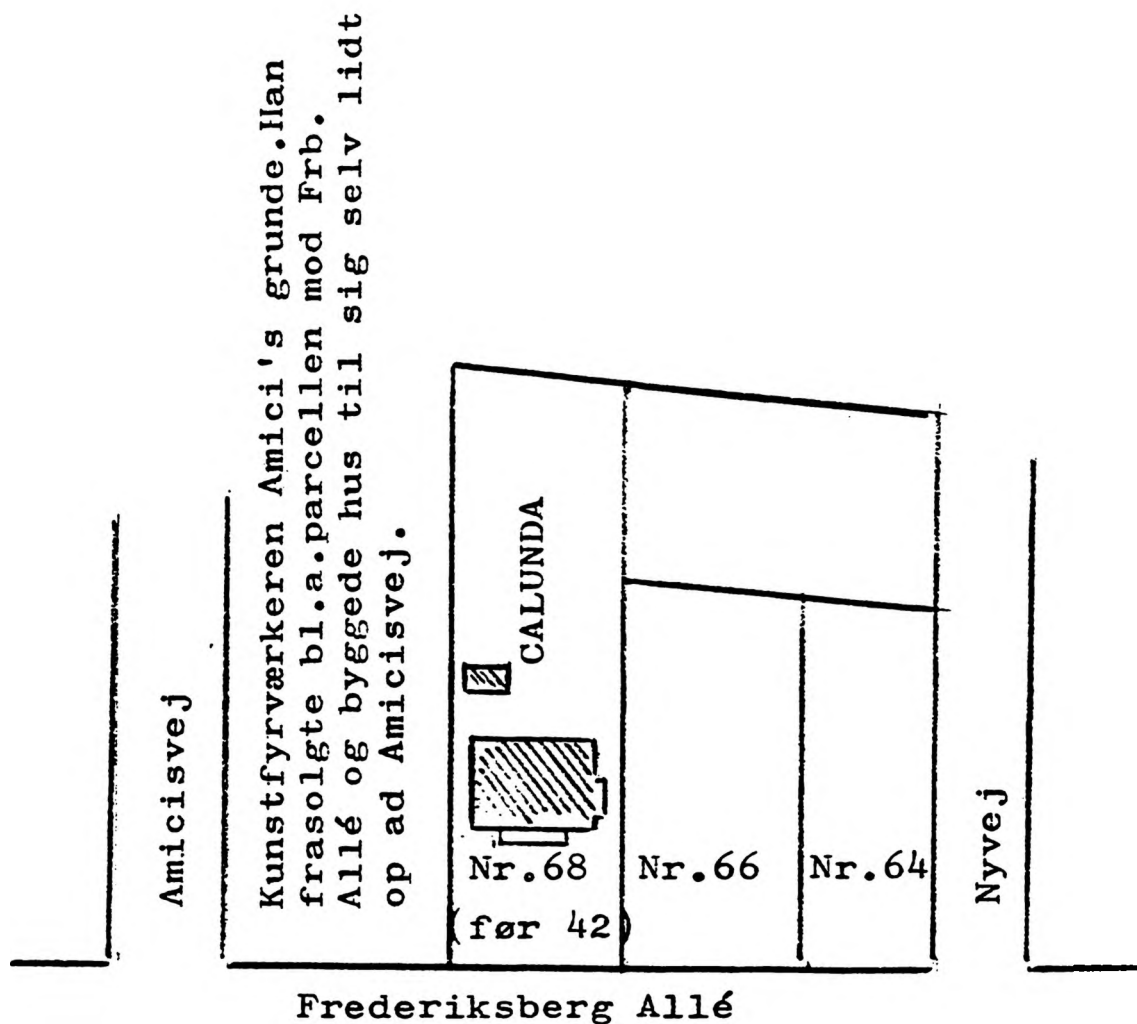 Kunstfyrværkeren Amici's grunde.Han
frasolgte bl.a.parcellen mod Frb.
Allé og byggede hus til sig selv lidt
op ad Amicisvej.
Amicisvej
CALUNDA
Nr.68
(før 42)
Nr.66
Nr.64
Nyvej
Frederiksberg Allé